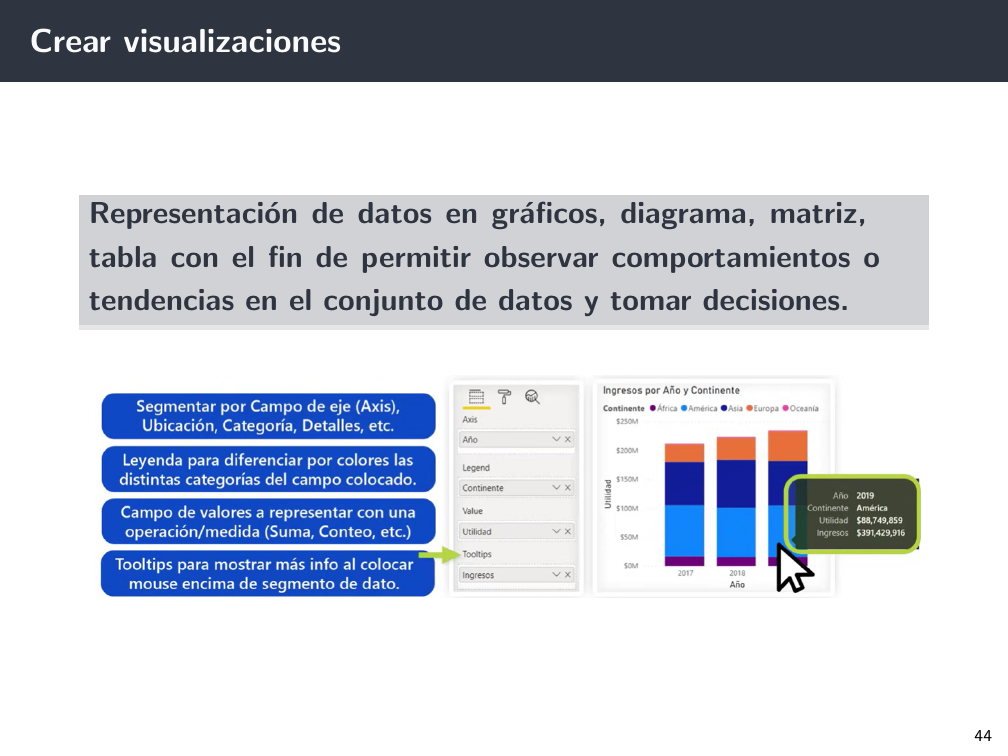 Crear visualizaciones
Representación de datos en gráficos, diagrama, matriz,
tabla con el fin de permitir observar comportamientos o
tendencias en el conjunto de datos y tomar decisiones.
Segmentar por Campo de eje (Axis),
Ubicación, Categoría, Detalles, etc.
Leyenda para diferenciar por colores las
distintas categorías del campo colocado.
Campo de valores a representar con una
operación/medida (Suma, Conteo, etc.)
Tooltips para mostrar más info al colocar
mouse encima de segmento de dato.
Axis
Año
Legend
Continente
Value
Utilidad
Tooltips
Ingresos
Ingresos por Año y Continente
Continente África América Asia Europa Oceanía
$250M
$200M
$150M
$100M
$50M
$0M
Utilidad
2017 2018
Año
Año 2019
Continente América
Utilidad $88,749,859
Ingresos $391,429,916
44